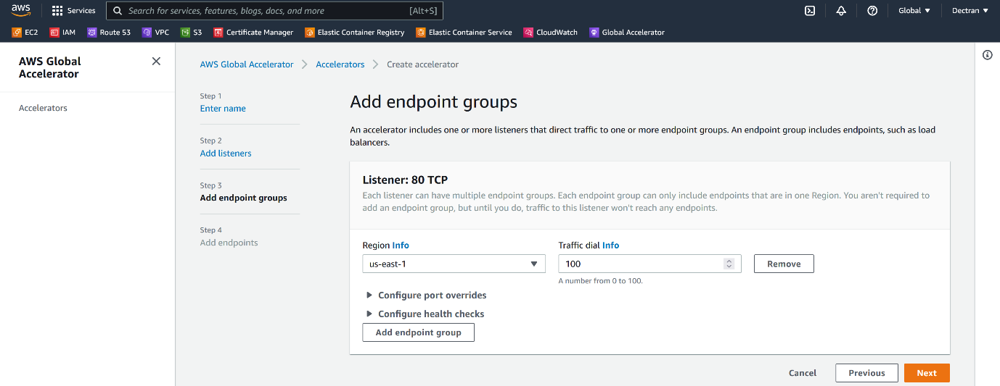 aws
Services
Search for services, features, blogs, docs, and more
[Alt+S]
Global
Dectran
EC2
IAM
Route 53
VPC
S3
Certificate Manager
Elastic Container Registry
Elastic Container Service
CloudWatch
Global Accelerator
AWS Global
Accelerator
Accelerators
AWS Global Accelerator
Accelerators
Create accelerator
Step 1
Enter name
Step 2
Add listeners
Step 3
Add endpoint groups
Step 4
Add endpoints
Add endpoint groups
An accelerator includes one or more listeners that direct traffic to one or more endpoint groups. An endpoint group includes endpoints, such as load
balancers.
Listener: 80 TCP
Each listener can have multiple endpoint groups. Each endpoint group can only include endpoints that are in one Region. You aren't required to
add an endpoint group, but until you do, traffic to this listener won't reach any endpoints.
Region Info
us-east-1
Traffic dial Info
100
A number from 0 to 100.
Remove
Configure port overrides
Configure health checks
Add endpoint group
Cancel
Previous
Next